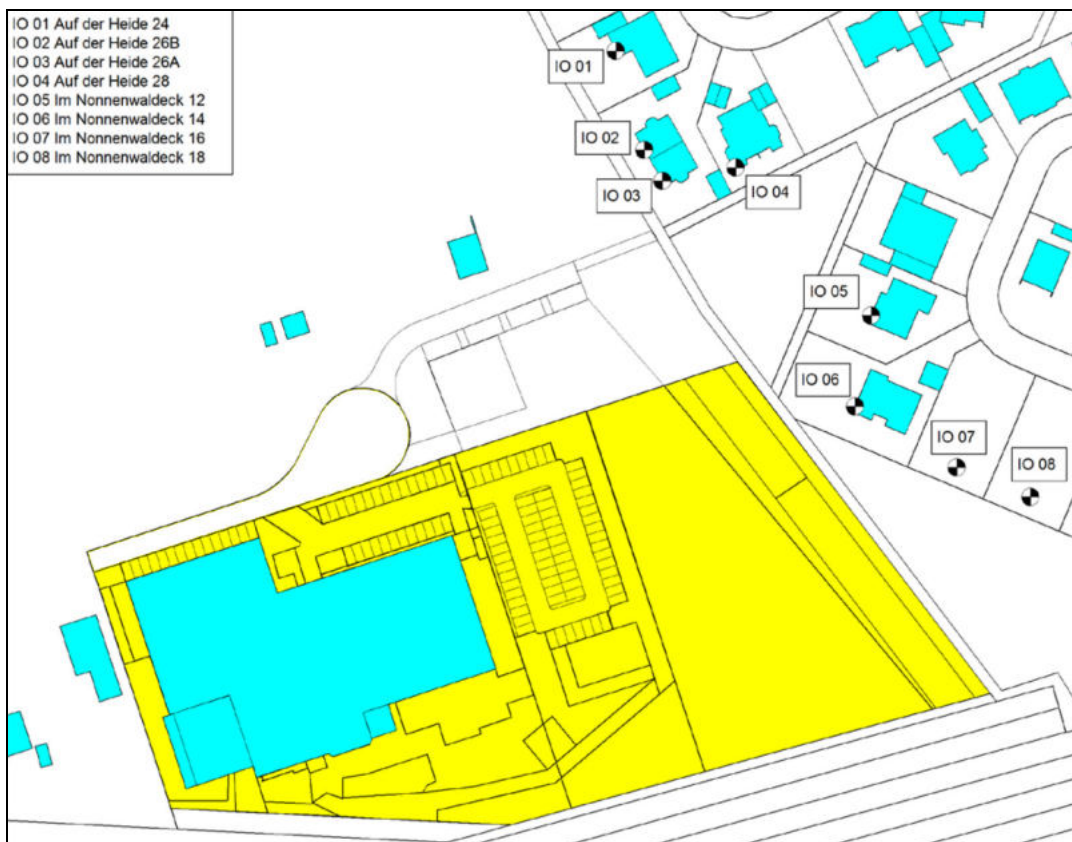 IO 01 Auf der Heide 24
IO 02 Auf der Heide 26B
IO 03 Auf der Heide 26A
IO 04 Auf der Heide 28
IO 05 Im Nonnenwaldeck 12
IO 06 Im Nonnenwaldeck 14
IO 07 Im Nonnenwaldeck 16
IO 08 Im Nonnenwaldeck 18
IO 01
IO 02
IO 03
IO 04
IO 05
IO 06
IO 07
IO 08